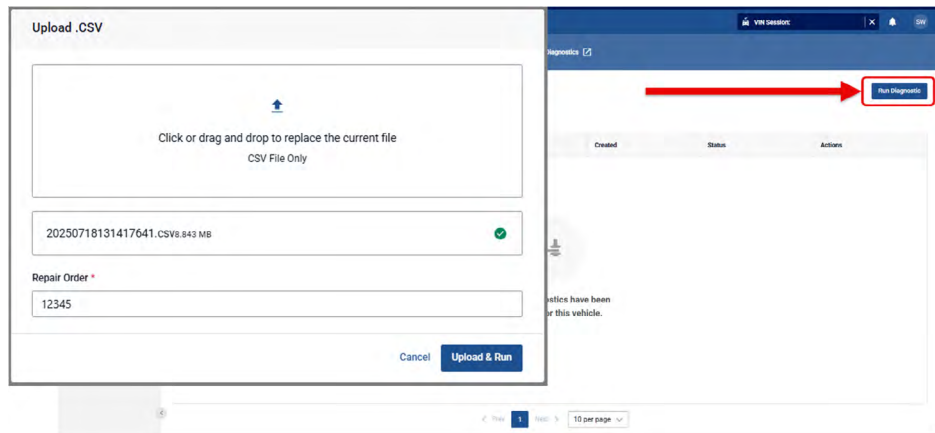 Upload .CSV
Click or drag and drop to replace the current file
CSV File Only
20250718131417641.CSV8.843 MB
Repair Order *
12345
Cancel
Upload & Run
VIN Session:
SW
iagnostics
Run Diagnostic
Created
Status
Actions
ostics have been
or this vehicle.
Prev
1
Next
10 per page